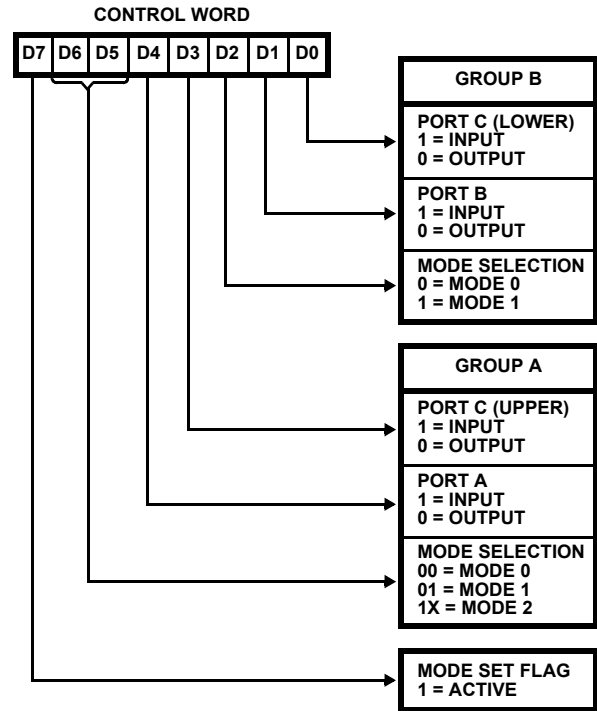 CONTROL WORD
D7 D6 D5 D4 D3 D2 D1 D0
GROUP B
PORT C (LOWER)
1 = INPUT
0 = OUTPUT
PORT B
1 = INPUT
0 = OUTPUT
MODE SELECTION
0 = MODE 0
1 = MODE 1
GROUP A
PORT C (UPPER)
1 = INPUT
0 = OUTPUT
PORT A
1 = INPUT
0 = OUTPUT
MODE SELECTION
00 = MODE 0
01 = MODE 1
1X = MODE 2
MODE SET FLAG
1 = ACTIVE